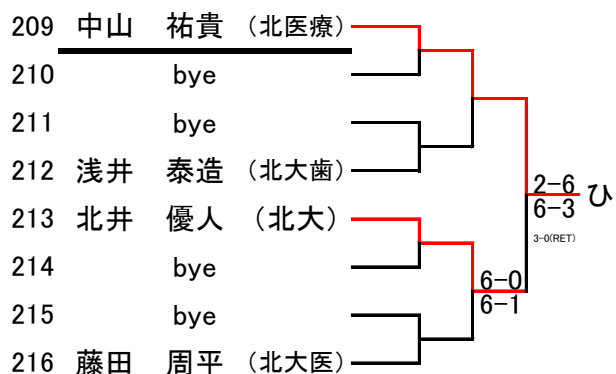 209 中山 祐貴 (北医療)
210 bye
211 bye
212 浅井 泰造 (北大歯)
213 北井 優人 (北大)
214 bye
215 bye
216 藤田 周平 (北大医)
6-0
6-1
2-6
6-3
3-0(RET)
ひ